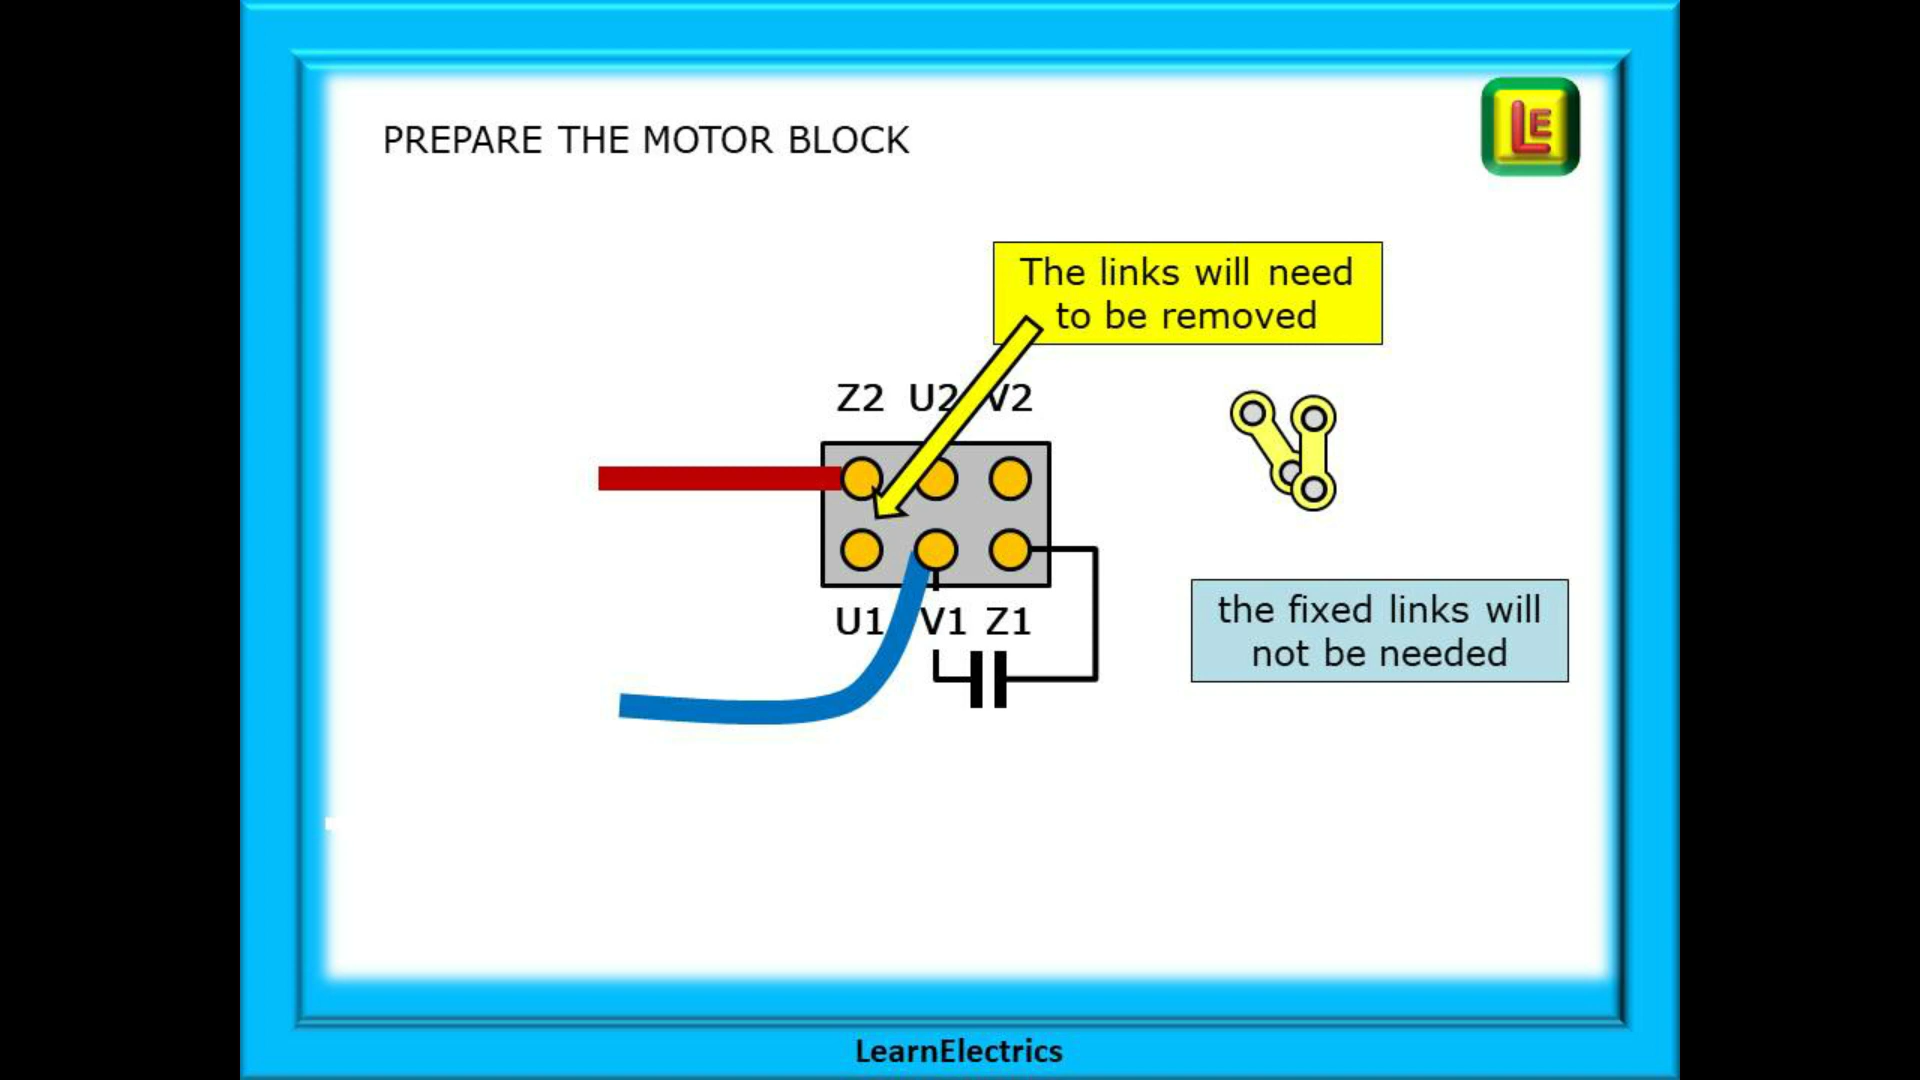 PREPARE THE MOTOR BLOCK
LE
The links will need
to be removed
Z2 U2 V2
U1 V1 Z1
the fixed links will
not be needed
LearnElectrics